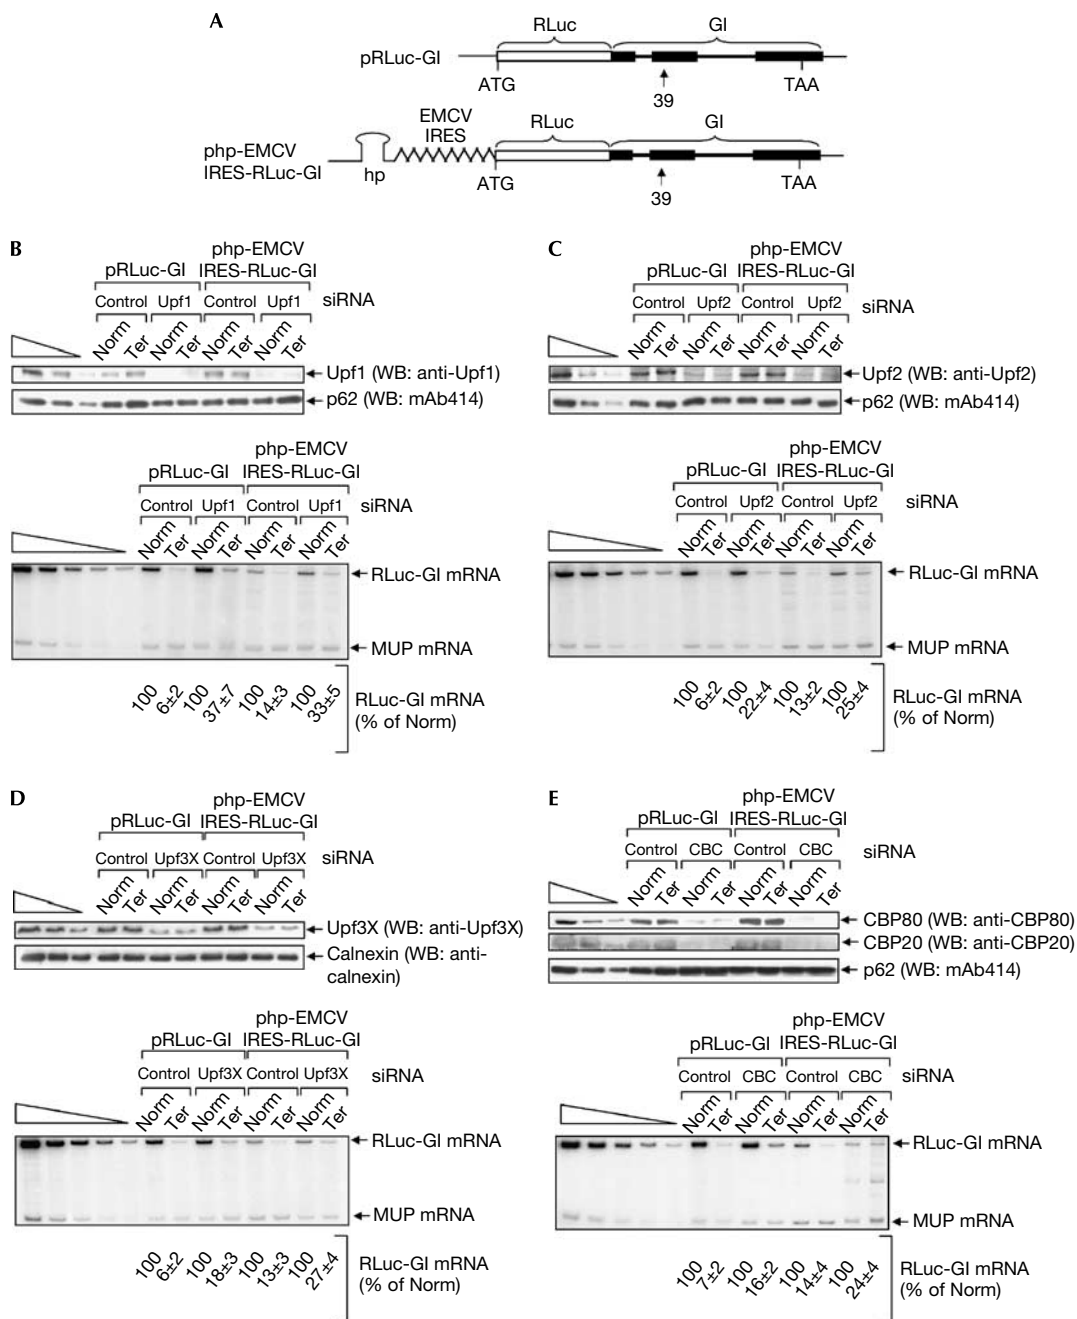 A
RLuc GI
pRLuc-GI
ATG TAA
39
EMCV
IRES
RLuc GI
php-EMCV
IRES-RLuc-GI
hp
ATG TAA
39
B
php-EMCV
pRLuc-GI IRES-RLuc-GI
Control Upf1 Control Upf1 siRNA
Norm Ter Norm Ter Norm Ter Norm Ter
Upf1 (WB: anti-Upf1)
p62 (WB: mAb414)
php-EMCV
pRLuc-GI IRES-RLuc-GI
Control Upf1 Control Upf1 siRNA
Norm Ter Norm Ter Norm Ter Norm Ter
RLuc-GI mRNA
MUP mRNA
100 6±2 100 37±7 100 14±3 100 33±5
RLuc-GI mRNA
(% of Norm)
C
php-EMCV
pRLuc-GI IRES-RLuc-GI
Control Upf2 Control Upf2 siRNA
Norm Ter Norm Ter Norm Ter Norm Ter
Upf2 (WB: anti-Upf2)
p62 (WB: mAb414)
php-EMCV
pRLuc-GI IRES-RLuc-GI
Control Upf2 Control Upf2 siRNA
Norm Ter Norm Ter Norm Ter Norm Ter
RLuc-GI mRNA
MUP mRNA
100 6±2 100 22±4 100 13±2 100 25±4
RLuc-GI mRNA
(% of Norm)
D
php-EMCV
pRLuc-GI IRES-RLuc-GI
Control Upf3X Control Upf3X siRNA
Norm Ter Norm Ter Norm Ter Norm Ter
Upf3X (WB: anti-Upf3X)
Calnexin (WB: anti-
calnexin)
php-EMCV
pRLuc-GI IRES-RLuc-GI
Control Upf3X Control Upf3X siRNA
Norm Ter Norm Ter Norm Ter Norm Ter
RLuc-GI mRNA
MUP mRNA
100 6±2 100 18±3 100 13±3 100 27±4
RLuc-GI mRNA
(% of Norm)
E
php-EMCV
pRLuc-GI IRES-RLuc-GI
Control CBC Control CBC siRNA
Norm Ter Norm Ter Norm Ter Norm Ter
CBP80 (WB: anti-CBP80)
CBP20 (WB: anti-CBP20)
p62 (WB: mAb414)
php-EMCV
pRLuc-GI IRES-RLuc-GI
Control CBC Control CBC siRNA
Norm Ter Norm Ter Norm Ter Norm Ter
RLuc-GI mRNA
MUP mRNA
100 7±2 100 16±2 100 14±4 100 24±4
RLuc-GI mRNA
(% of Norm)